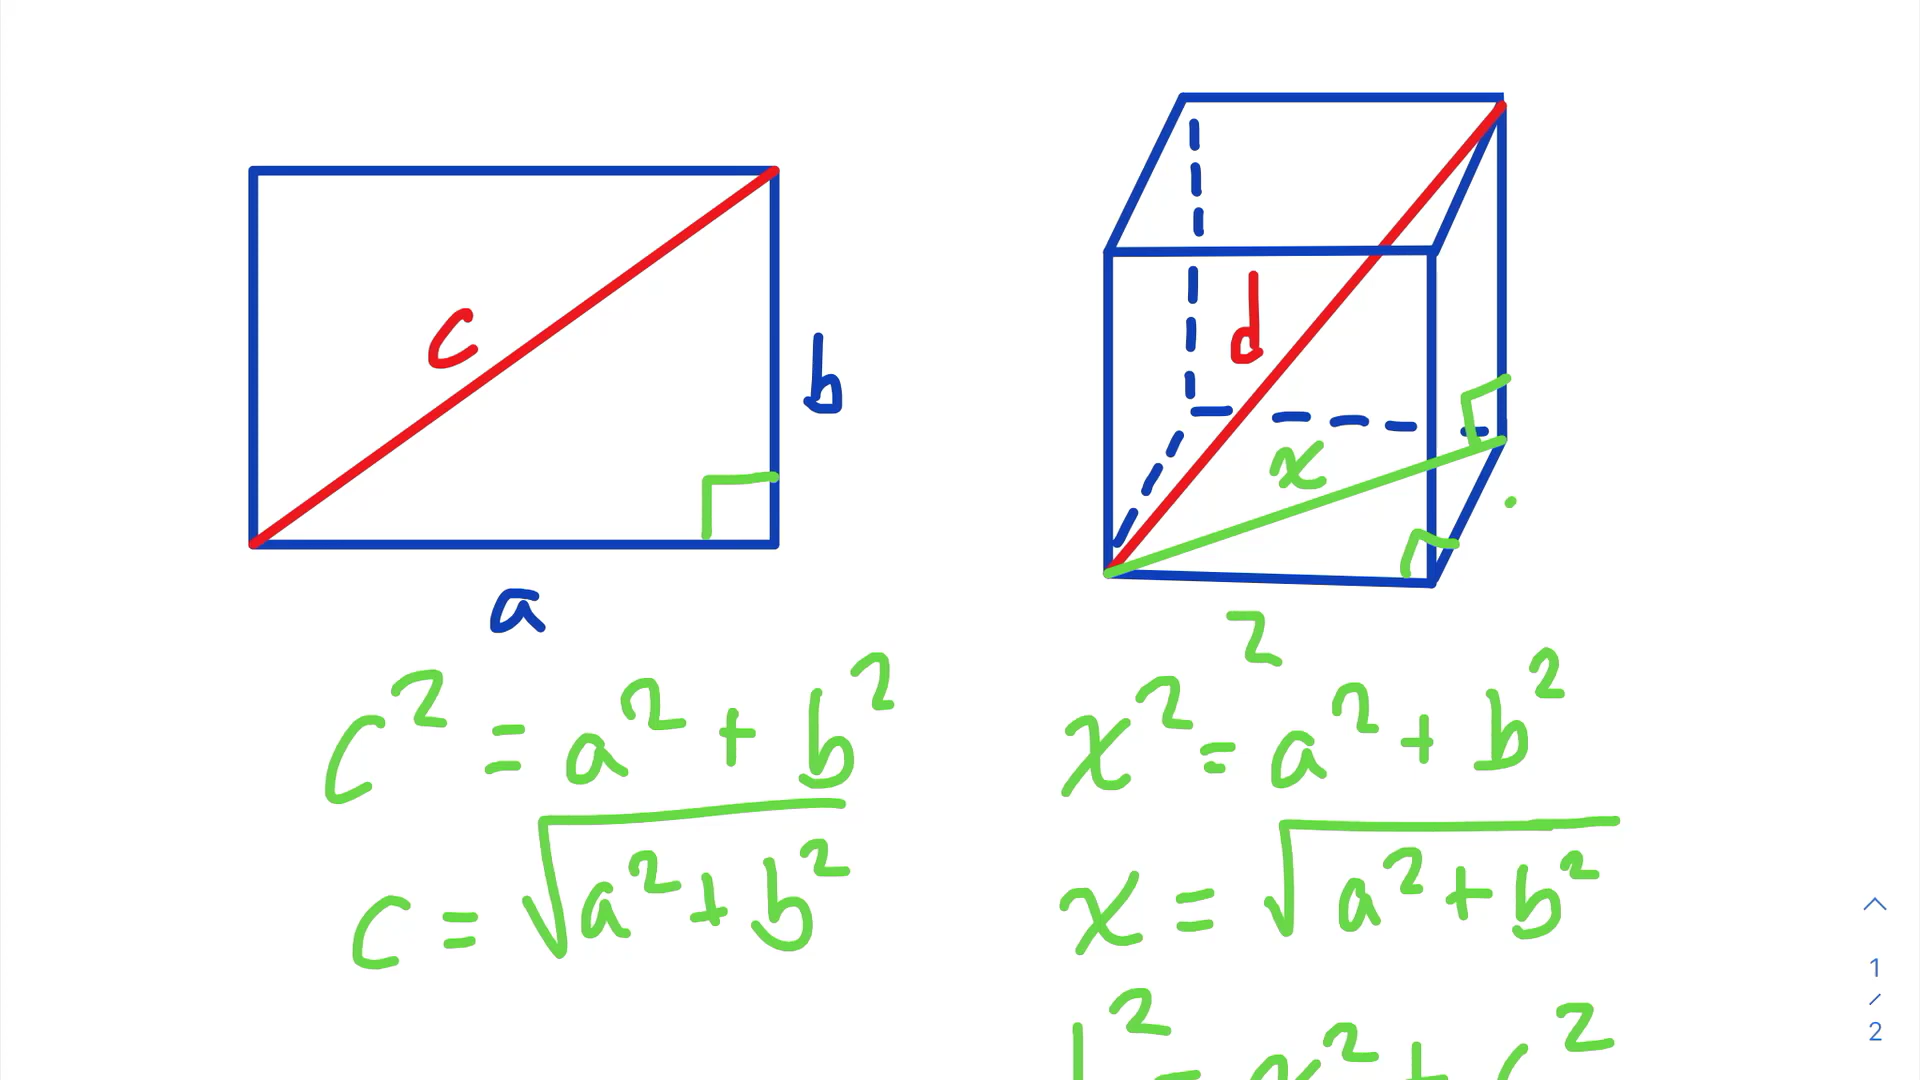 c
b
a
d
x
2
c² = a² + b²
c = √a² + b²
x² = a² + b²
x = √a² + b²
1
/
2